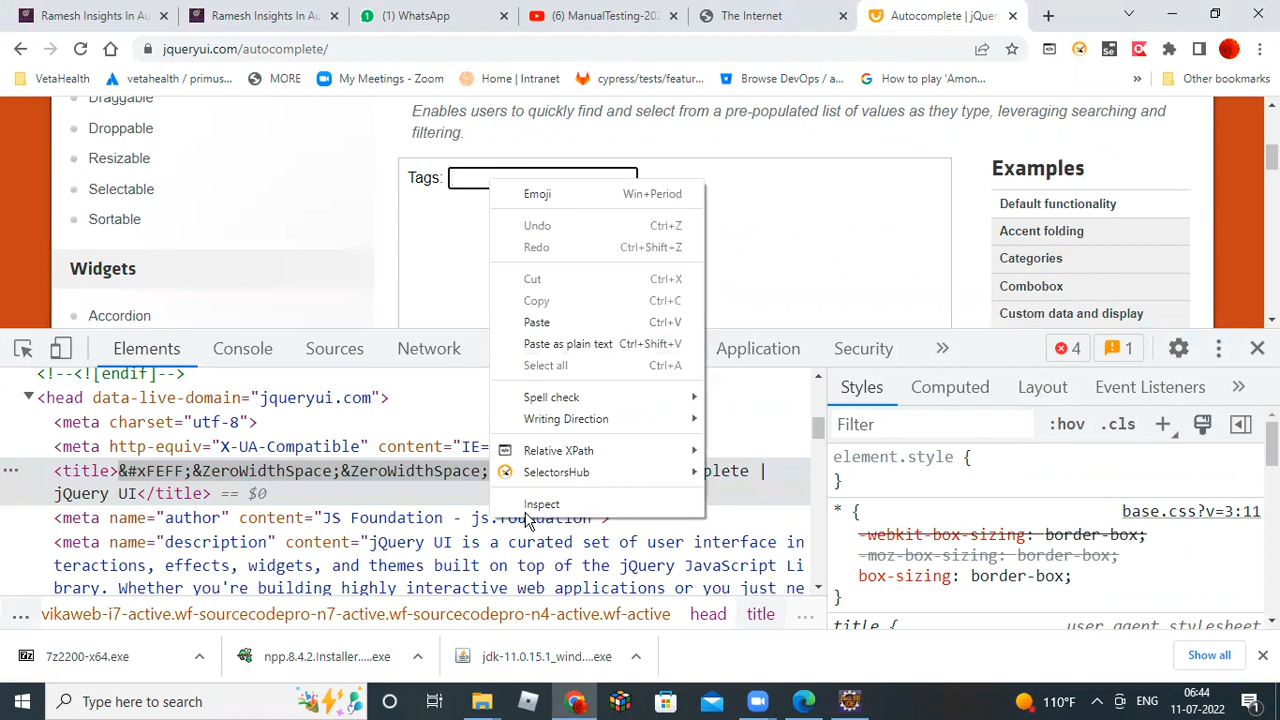 Ramesh Insights In Au
Ramesh Insights In Au
(1) WhatsApp
(6) ManualTesting-202
The Internet
Autocomplete | jQuery
jqueryui.com/autocomplete/
VetaHealth
vetahealth / primus...
MORE
My Meetings - Zoom
Home | Intranet
cypress/tests/featur...
Browse DevOps / a...
How to play 'Amon...
»
Other bookmarks
Draggable
Droppable
Resizable
Selectable
Sortable
Widgets
Accordion
Enables users to quickly find and select from a pre-populated list of values as they type, leveraging searching and
filtering.
Tags:
Examples
Default functionality
Accent folding
Categories
Combobox
Custom data and display
Emoji Win+Period
Undo Ctrl+Z
Redo Ctrl+Shift+Z
Cut Ctrl+X
Copy Ctrl+C
Paste Ctrl+V
Paste as plain text Ctrl+Shift+V
Select all Ctrl+A
Spell check
Writing Direction
Relative XPath
SelectorsHub
Inspect
Elements Console Sources Network Application Security » 4 1
<!--<![endif]-->
<head data-live-domain="jqueryui.com">
<meta charset="utf-8">
<meta http-equiv="X-UA-Compatible" content="IE=
<title>&#xFEFF;&ZeroWidthSpace;&ZeroWidthSpace; plete |
jQuery UI</title> == $0
<meta name="author" content="JS Foundation - js.foundation">
<meta name="description" content="jQuery UI is a curated set of user interface in
teractions, effects, widgets, and themes built on top of the jQuery JavaScript Li
brary. Whether you're building highly interactive web applications or you just ne
... vikaweb-i7-active.wf-sourcecodepro-n7-active.wf-sourcecodepro-n4-active.wf-active head title ...
Styles Computed Layout Event Listeners »
Filter :hov .cls
element.style {
}
* { base.css?v=3:11
-webkit-box-sizing: border-box;
-moz-box-sizing: border-box;
box-sizing: border-box;
}
title { user agent stylesheet
7z2200-x64.exe
npp.8.4.2.Installer.....exe
jdk-11.0.15.1_wind....exe
Show all
Type here to search
110°F
ENG
06:44
11-07-2022
1